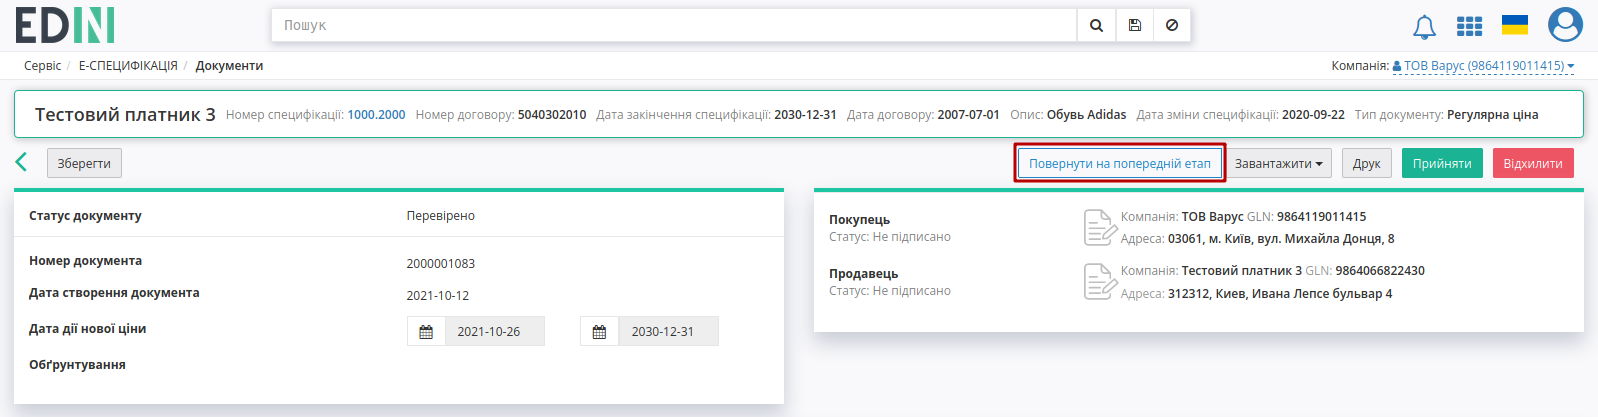 EDIN
Пошук
Сервіс / Е-СПЕЦИФІКАЦІЯ / Документи
Компанія: ТОВ Варус (9864119011415)
Тестовий платник 3 Номер специфікації: 1000.2000 Номер договору: 5040302010 Дата закінчення специфікації: 2030-12-31 Дата договору: 2007-07-01 Опис: Обувь Adidas Дата зміни специфікації: 2020-09-22 Тип документу: Регулярна ціна
Зберегти
Повернути на попередній етап
Завантажити
Друк
Прийняти
Відхилити
Статус документу Перевірено
Номер документа 2000001083
Дата створення документа 2021-10-12
Дата дії нової ціни 2021-10-26 2030-12-31
Обґрунтування
Покупець
Статус: Не підписано
Компанія: ТОВ Варус GLN: 9864119011415
Адреса: 03061, м. Київ, вул. Михайла Донця, 8
Продавець
Статус: Не підписано
Компанія: Тестовий платник 3 GLN: 9864066822430
Адреса: 312312, Киев, Ивана Лепсе бульвар 4